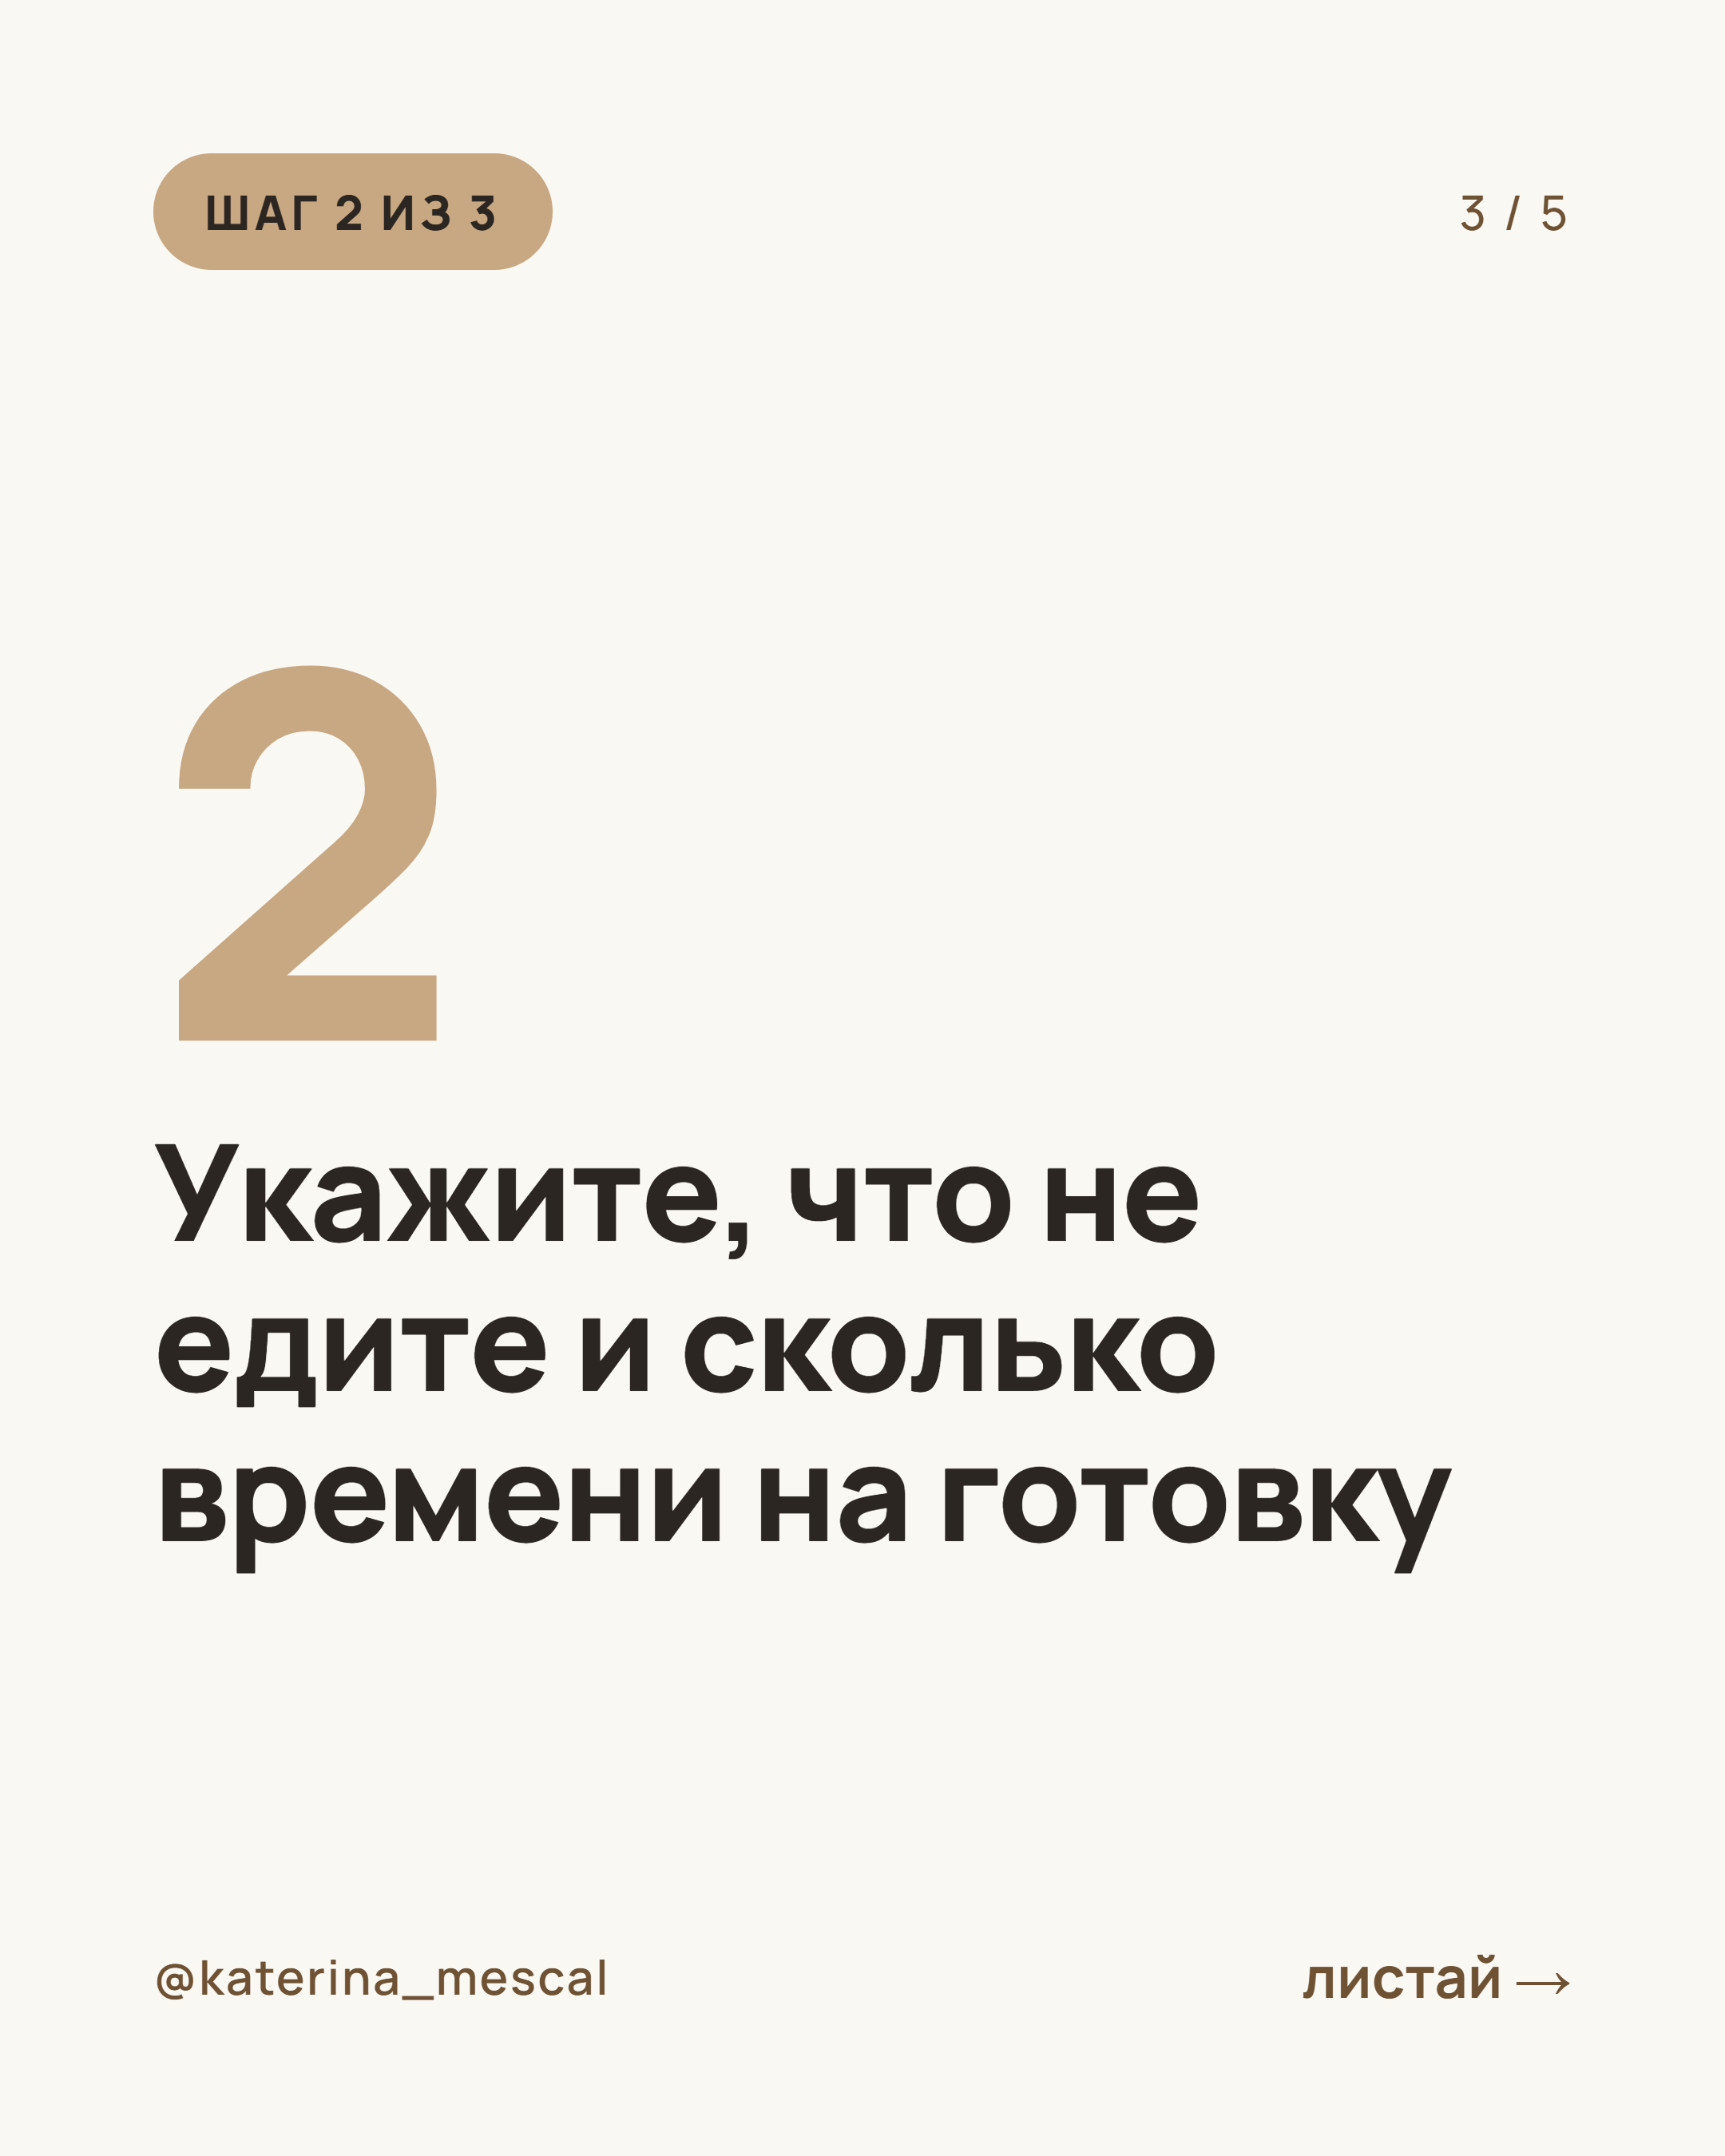 ШАГ 2 ИЗ 3
3 / 5
2
Укажите, что не
едите и сколько
времени на готовку
@katerina_mescal
листай →